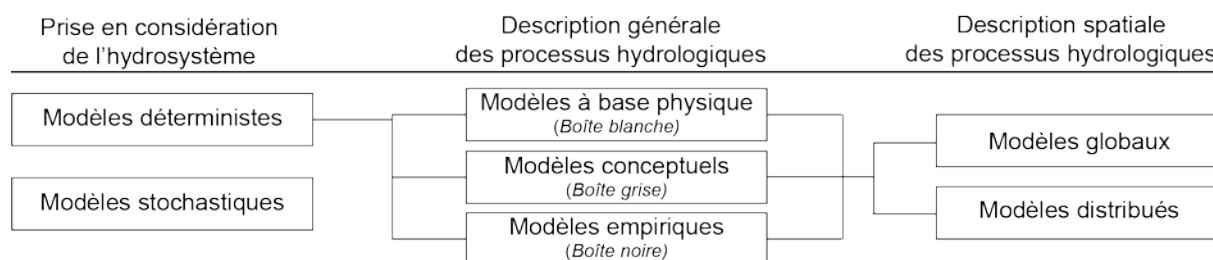 Prise en considération
de l'hydrosystème
Description générale
des processus hydrologiques
Description spatiale
des processus hydrologiques
Modèles déterministes
Modèles stochastiques
Modèles à base physique
(Boîte blanche)
Modèles conceptuels
(Boîte grise)
Modèles empiriques
(Boîte noire)
Modèles globaux
Modèles distribués